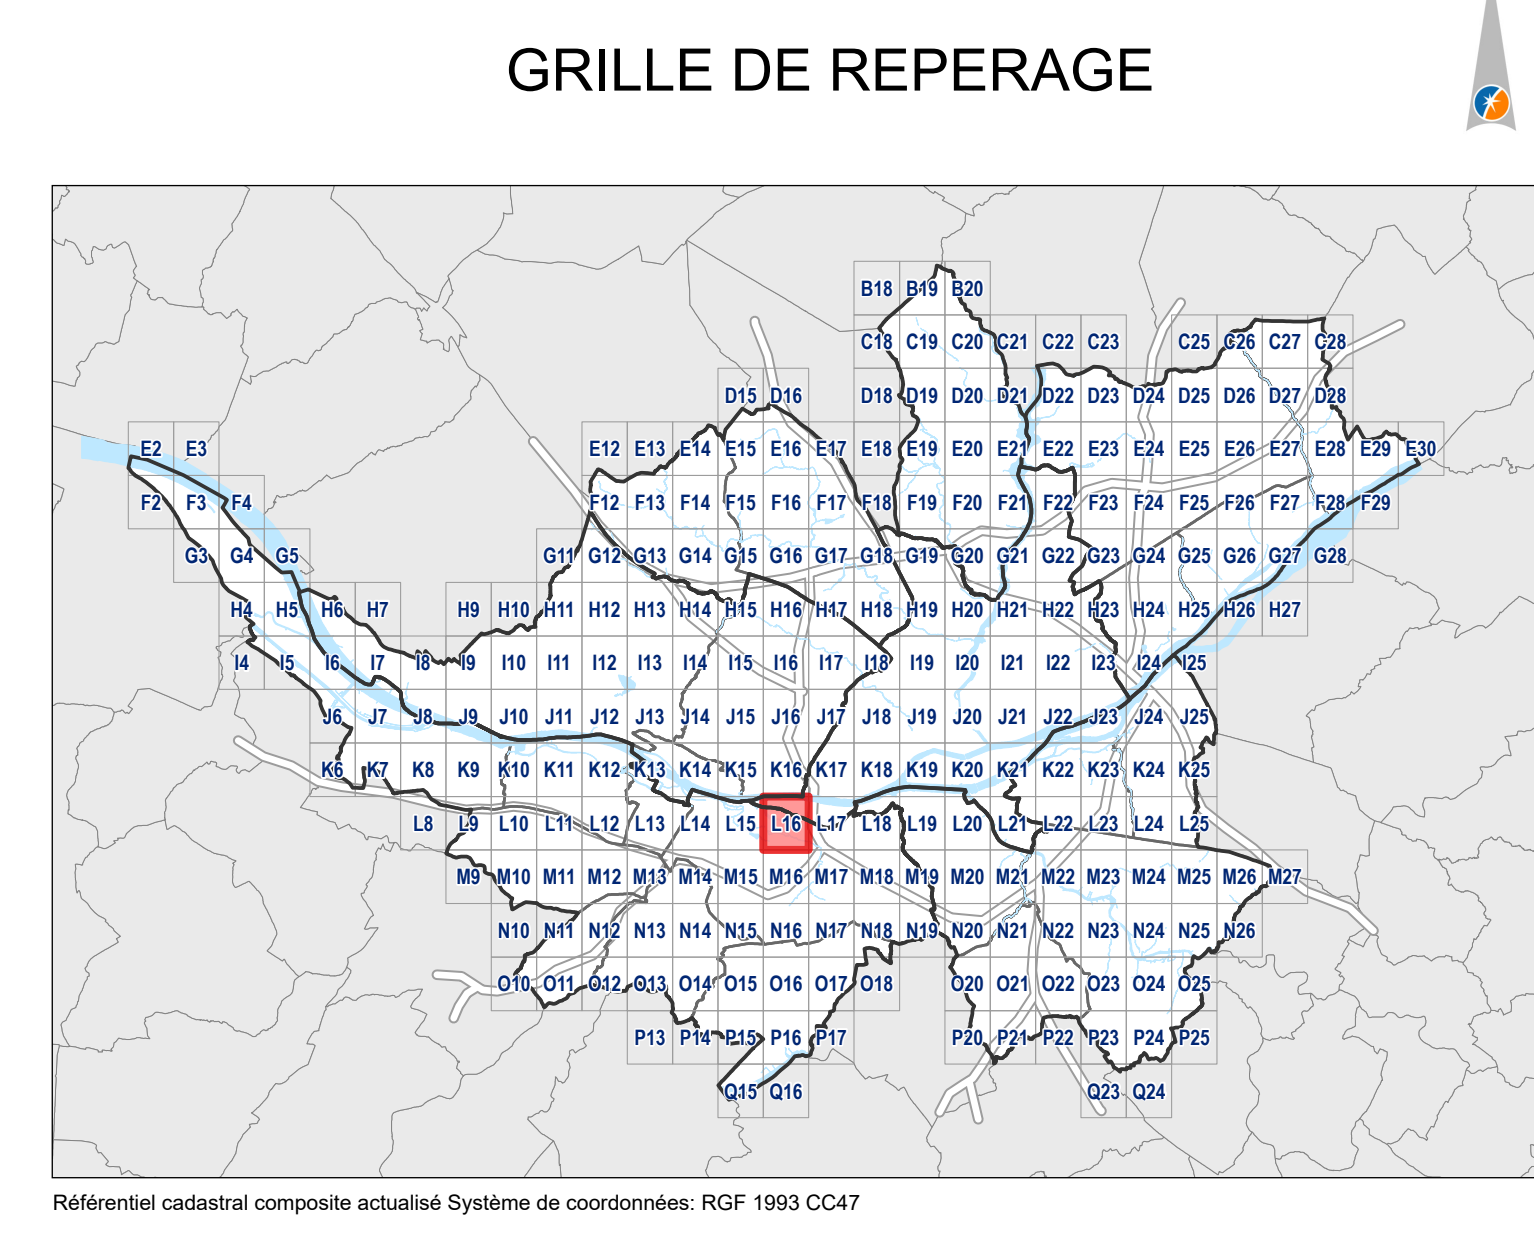 GRILLE DE REPERAGE
B18 B19 B20
C18 C19 C20 C21 C22 C23 C25 C26 C27 C28
D15 D16 D18 D19 D20 D21 D22 D23 D24 D25 D26 D27 D28
E2 E3 E12 E13 E14 E15 E16 E17 E18 E19 E20 E21 E22 E23 E24 E25 E26 E27 E28 E29 E30
F2 F3 F4 F12 F13 F14 F15 F16 F17 F18 F19 F20 F21 F22 F23 F24 F25 F26 F27 F28 F29
G3 G4 G5 G11 G12 G13 G14 G15 G16 G17 G18 G19 G20 G21 G22 G23 G24 G25 G26 G27 G28
H4 H5 H6 H7 H9 H10 H11 H12 H13 H14 H15 H16 H17 H18 H19 H20 H21 H22 H23 H24 H25 H26 H27
I4 I5 I6 I7 I8 I9 I10 I11 I12 I13 I14 I15 I16 I17 I18 I19 I20 I21 I22 I23 I24 I25
J6 J7 J8 J9 J10 J11 J12 J13 J14 J15 J16 J17 J18 J19 J20 J21 J22 J23 J24 J25
K6 K7 K8 K9 K10 K11 K12 K13 K14 K15 K16 K17 K18 K19 K20 K21 K22 K23 K24 K25
L8 L9 L10 L11 L12 L13 L14 L15 L16 L17 L18 L19 L20 L21 L22 L23 L24 L25
M9 M10 M11 M12 M13 M14 M15 M16 M17 M18 M19 M20 M21 M22 M23 M24 M25 M26 M27
N10 N11 N12 N13 N14 N15 N16 N17 N18 N19 N20 N21 N22 N23 N24 N25 N26
O10 O11 O12 O13 O14 O15 O16 O17 O18 O20 O21 O22 O23 O24 O25
P13 P14 P15 P16 P17 P20 P21 P22 P23 P24 P25
Q15 Q16 Q23 Q24
Référentiel cadastral composite actualisé Système de coordonnées: RGF 1993 CC47